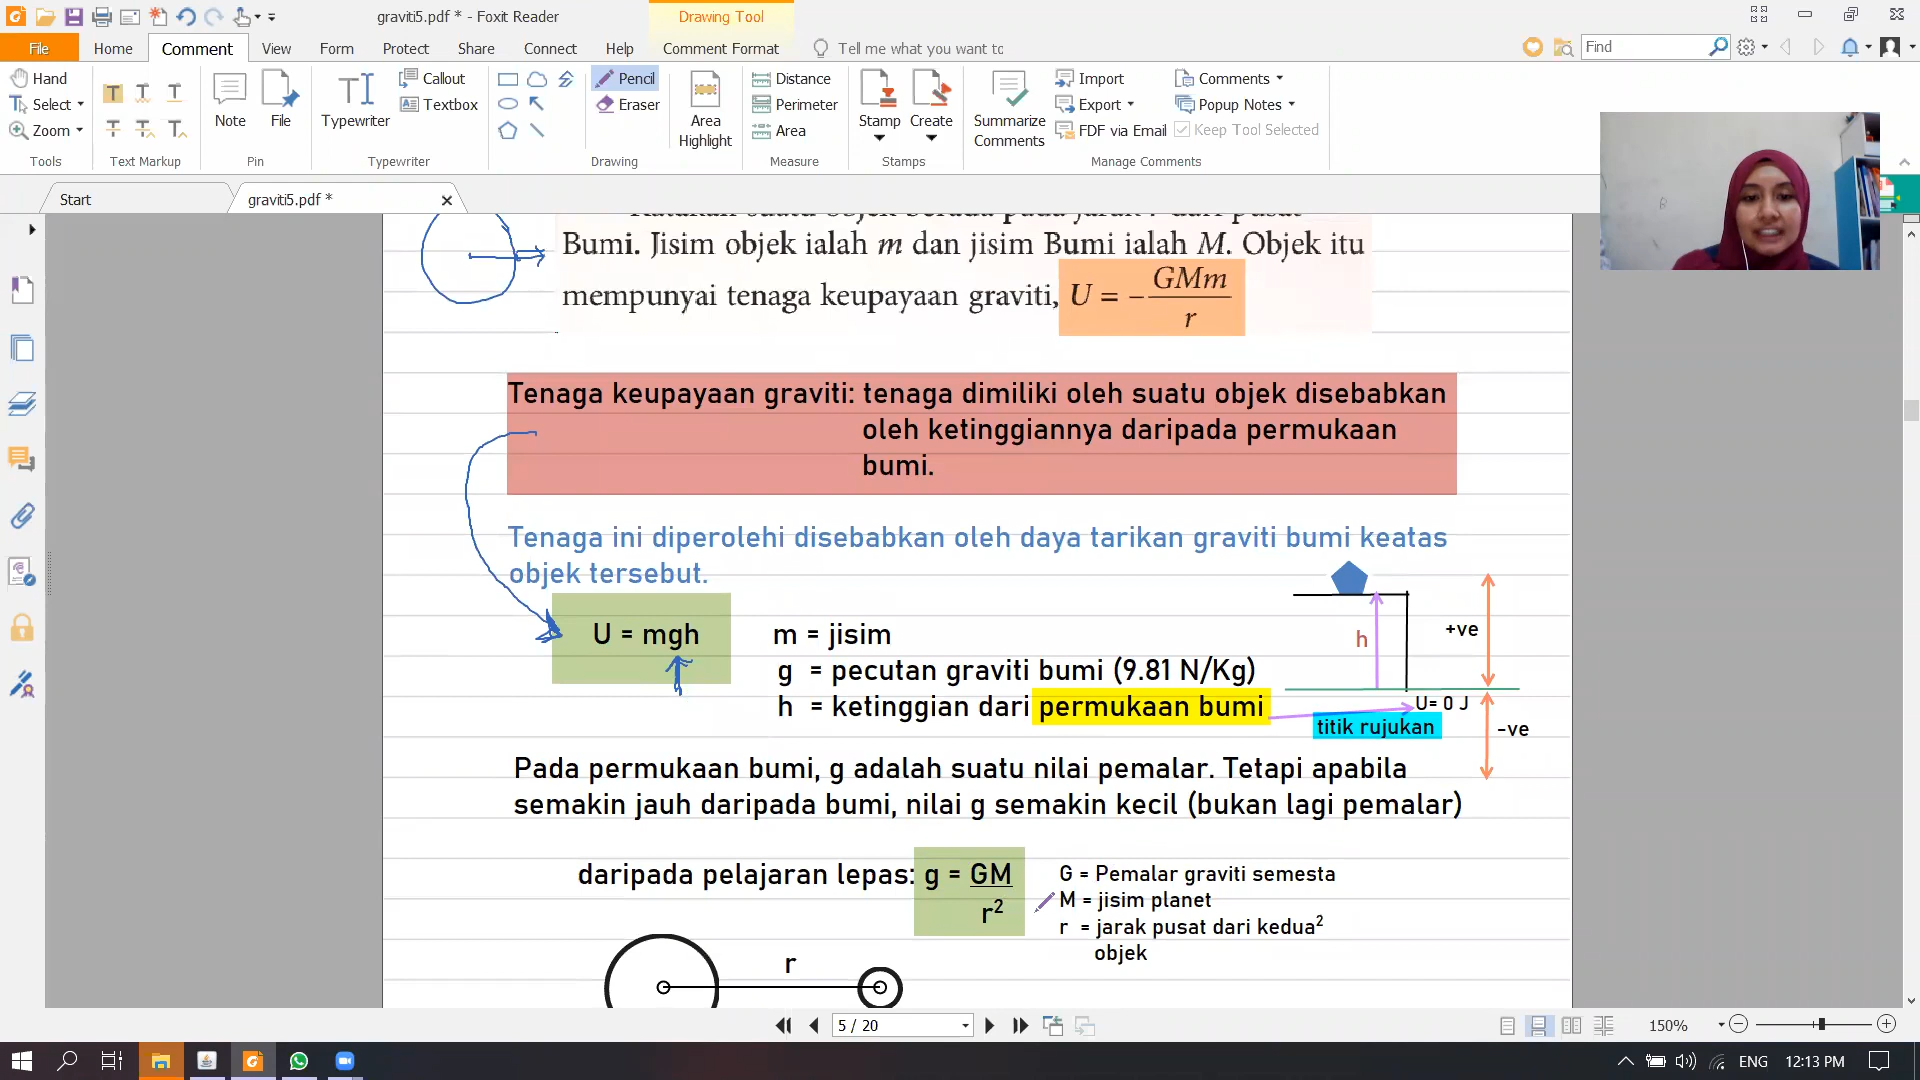 graviti5.pdf * - Foxit Reader
Drawing Tool
File
Home
Comment
View
Form
Protect
Share
Connect
Help
Comment Format
Tell me what you want to
Find
Hand
Select
Zoom
Tools
Text Markup
Note
File
Pin
Typewriter
Typewriter
Callout
Textbox
Pencil
Eraser
Drawing
Area
Highlight
Distance
Perimeter
Area
Measure
Stamp
Create
Stamps
Summarize
Comments
Import
Export
FDF via Email
Comments
Popup Notes
Keep Tool Selected
Manage Comments
Start
graviti5.pdf *
Bumi. Jisim objek ialah m dan jisim Bumi ialah M. Objek itu
mempunyai tenaga keupayaan graviti, U = – GMm / r
Tenaga keupayaan graviti: tenaga dimiliki oleh suatu objek disebabkan
oleh ketinggiannya daripada permukaan
bumi.
Tenaga ini diperolehi disebabkan oleh daya tarikan graviti bumi keatas
objek tersebut.
U = mgh
m = jisim
g = pecutan graviti bumi (9.81 N/Kg)
h = ketinggian dari permukaan bumi
h
+ve
U= 0 J
titik rujukan
-ve
Pada permukaan bumi, g adalah suatu nilai pemalar. Tetapi apabila
semakin jauh daripada bumi, nilai g semakin kecil (bukan lagi pemalar)
daripada pelajaran lepas: g = GM
r²
G = Pemalar graviti semesta
M = jisim planet
r = jarak pusat dari kedua²
objek
r
5 / 20
150%
ENG
12:13 PM